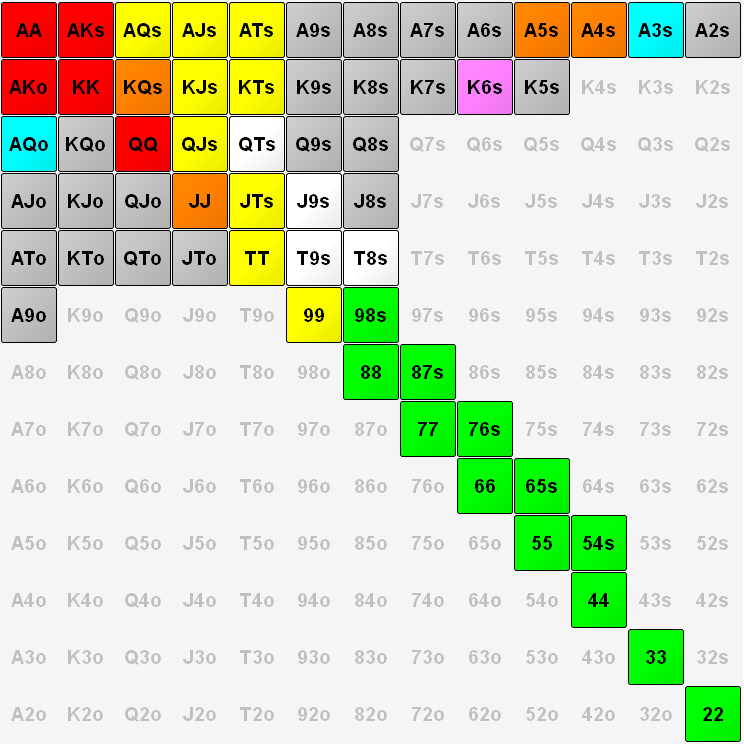 AA AKs AQs AJs ATs A9s A8s A7s A6s A5s A4s A3s A2s
AKo KK KQs KJs KTs K9s K8s K7s K6s K5s K4s K3s K2s
AQo KQo QQ QJs QTs Q9s Q8s Q7s Q6s Q5s Q4s Q3s Q2s
AJo KJo QJo JJ JTs J9s J8s J7s J6s J5s J4s J3s J2s
ATo KTo QTo JTo TT T9s T8s T7s T6s T5s T4s T3s T2s
A9o K9o Q9o J9o T9o 99 98s 97s 96s 95s 94s 93s 92s
A8o K8o Q8o J8o T8o 98o 88 87s 86s 85s 84s 83s 82s
A7o K7o Q7o J7o T7o 97o 87o 77 76s 75s 74s 73s 72s
A6o K6o Q6o J6o T6o 96o 86o 76o 66 65s 64s 63s 62s
A5o K5o Q5o J5o T5o 95o 85o 75o 65o 55 54s 53s 52s
A4o K4o Q4o J4o T4o 94o 84o 74o 64o 54o 44 43s 42s
A3o K3o Q3o J3o T3o 93o 83o 73o 63o 53o 43o 33 32s
A2o K2o Q2o J2o T2o 92o 82o 72o 62o 52o 42o 32o 22